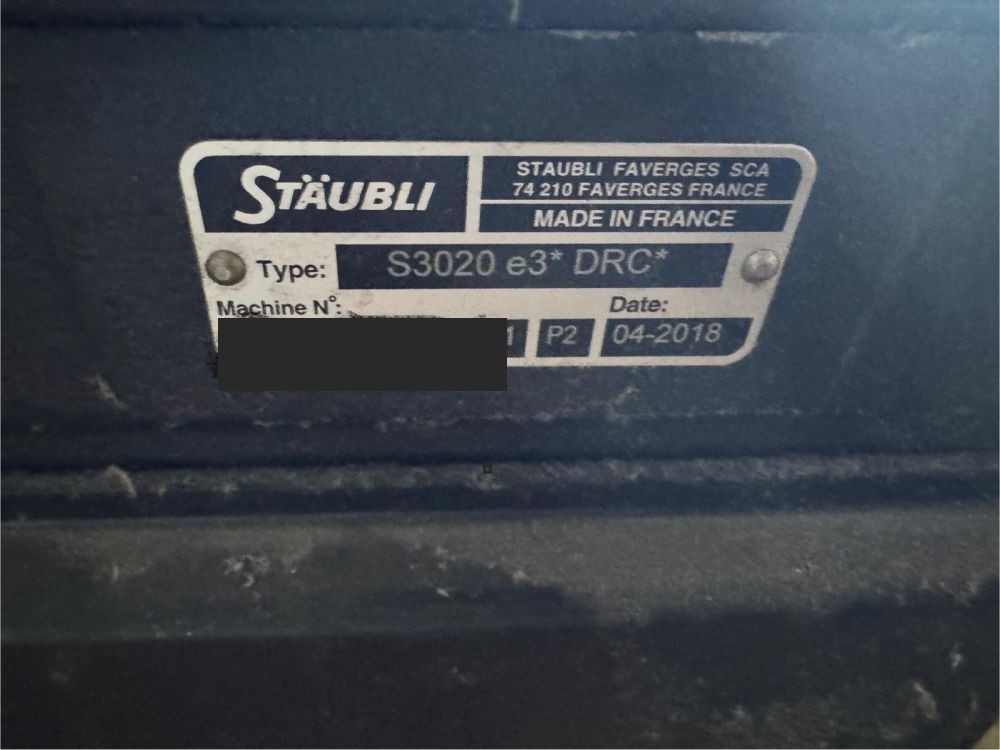 STÄUBLI
STAUBLI FAVERGES SCA
74 210 FAVERGES FRANCE
MADE IN FRANCE
Type: S3020 e3* DRC*
Machine N°: Date:
1 P2 04-2018